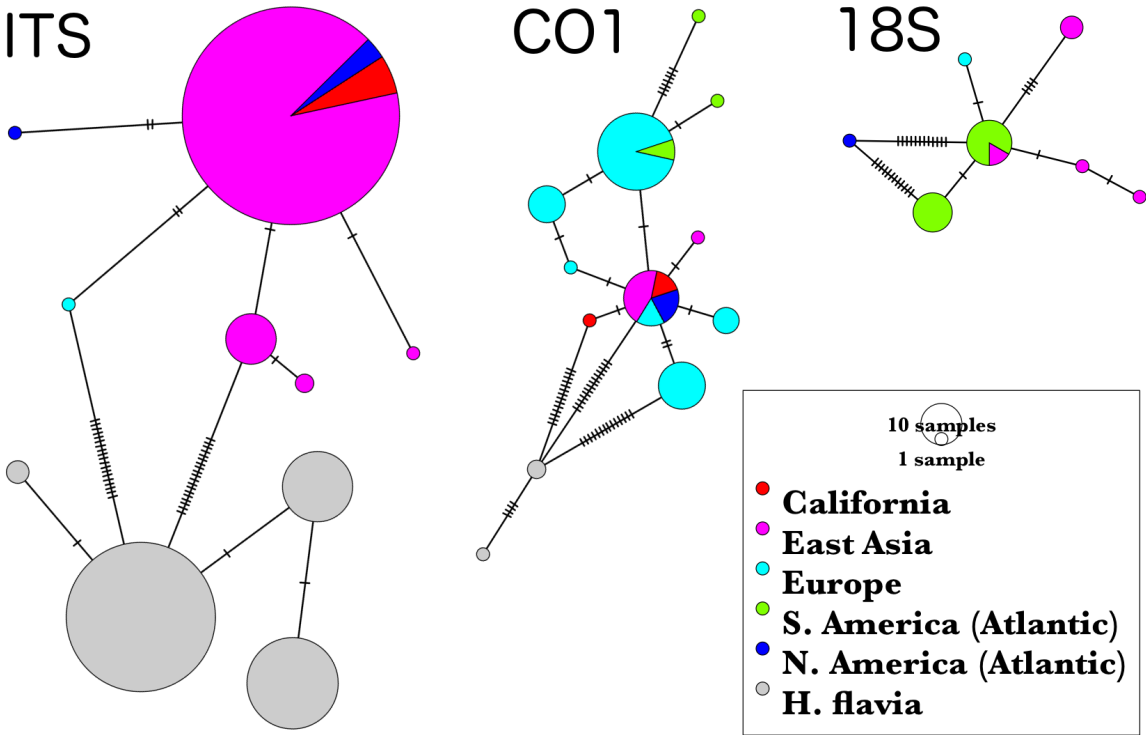 ITS
CO1
18S
10 samples
1 sample
California
East Asia
Europe
S. America (Atlantic)
N. America (Atlantic)
H. flavia